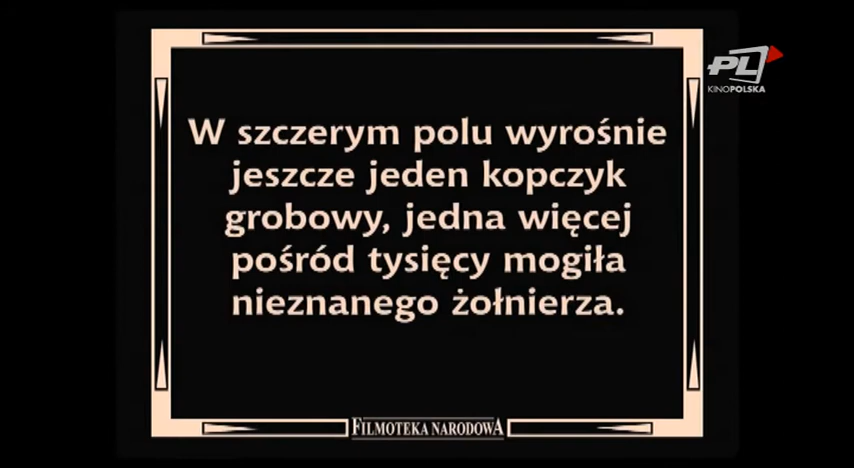 PL
KINOPOLSKA
W szczerym polu wyrośnie
jeszcze jeden kopczyk
grobowy, jedna więcej
pośród tysięcy mogiła
nieznanego żołnierza.
FILMOTEKA NARODOWA